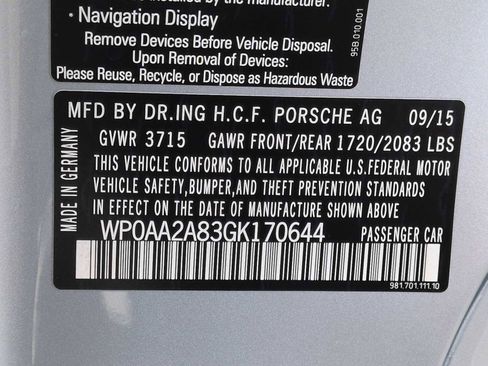 • Navigation Display
Remove Devices Before Vehicle Disposal.
Upon Removal of Devices:
Please Reuse, Recycle, or Dispose as Hazardous Waste
95B.010.001
MFD BY DR.ING H.C.F. PORSCHE AG 09/15
GVWR 3715 GAWR FRONT/REAR 1720/2083 LBS
THIS VEHICLE CONFORMS TO ALL APPLICABLE U.S.FEDERAL MOTOR
VEHICLE SAFETY,BUMPER,AND THEFT PREVENTION STANDARDS
IN EFFECT ON THE DATE OF MANUFACTURE SHOWN ABOVE.
WP0AA2A83GK170644 PASSENGER CAR
MADE IN GERMANY
981.701.111.10